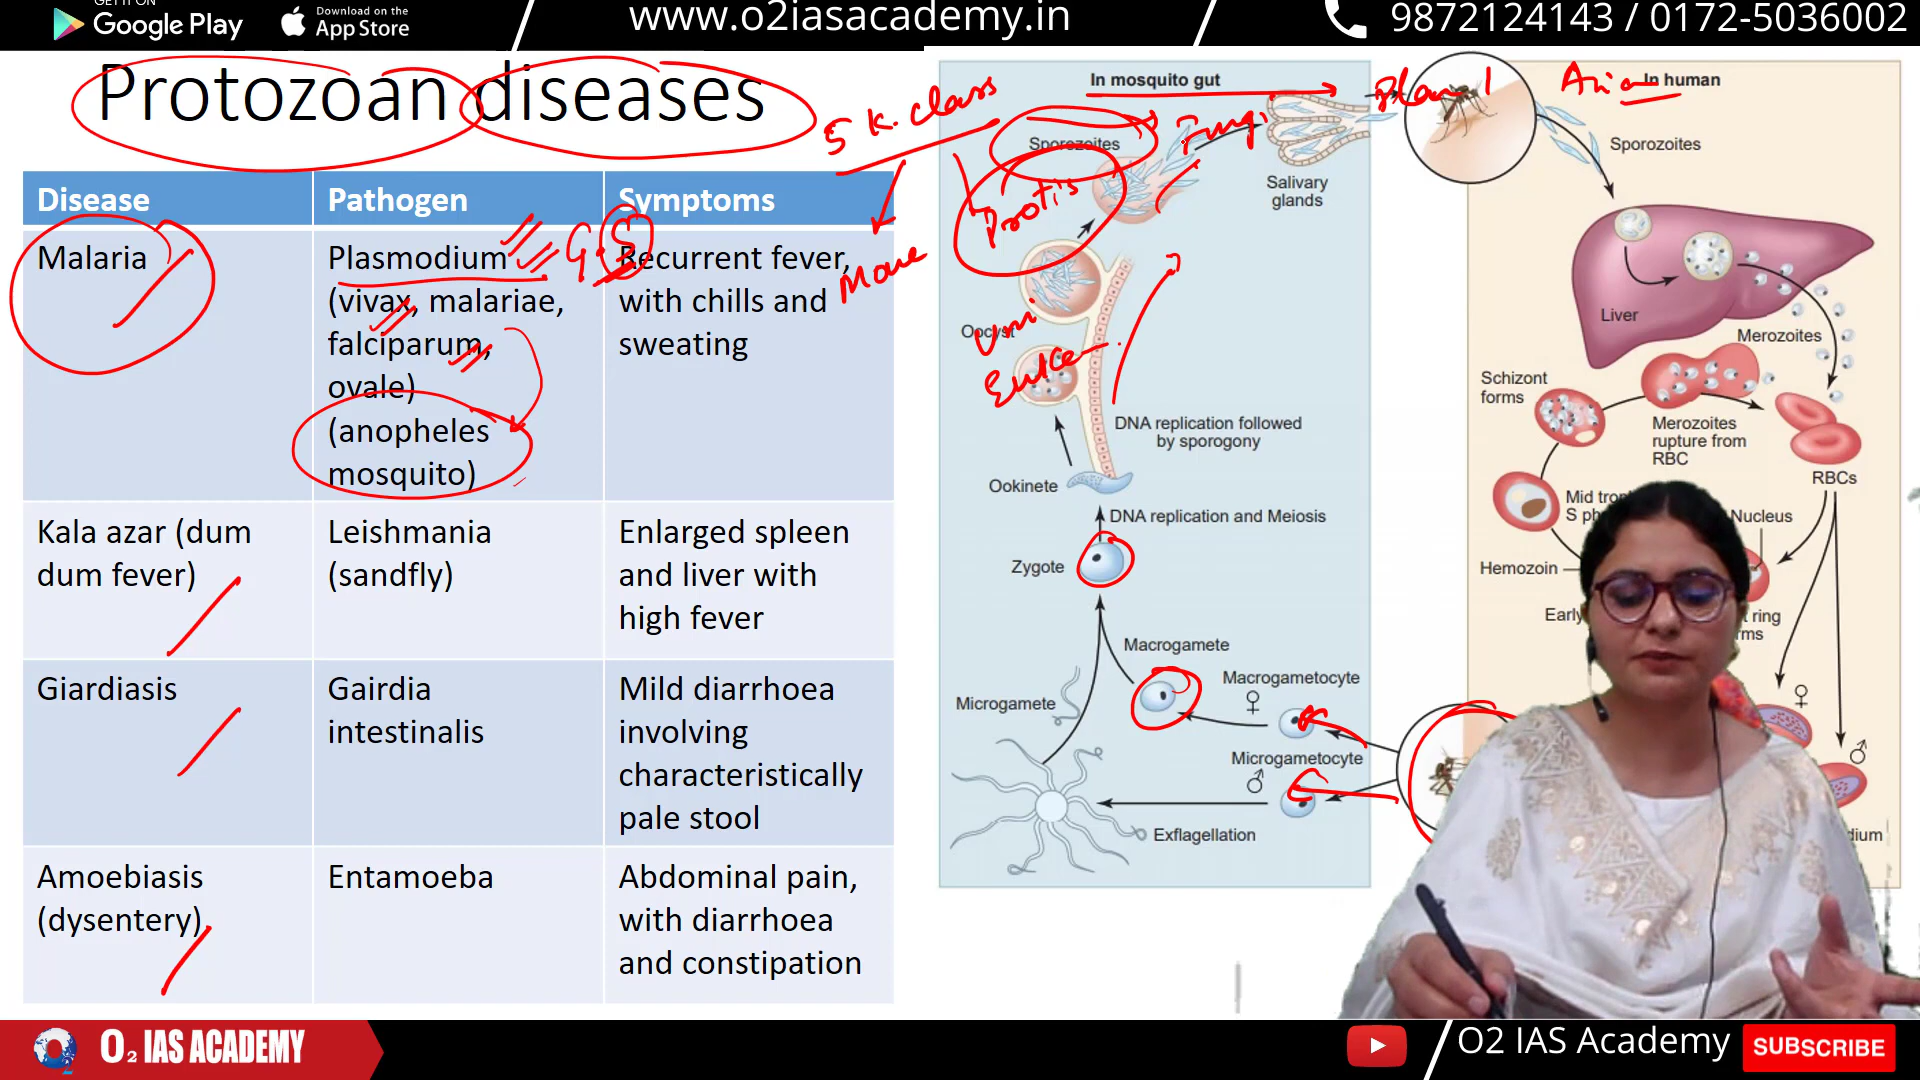 GET IT ON
Google Play
Download on the
App Store
www.o2iasacademy.in
9872124143 / 0172-5036002
Protozoan diseases
Disease
Pathogen
Symptoms
Malaria
Plasmodium
(vivax, malariae,
falciparum,
ovale)
(anopheles
mosquito)
Recurrent fever,
with chills and
sweating
Kala azar (dum
dum fever)
Leishmania
(sandfly)
Enlarged spleen
and liver with
high fever
Giardiasis
Gairdia
intestinalis
Mild diarrhoea
involving
characteristically
pale stool
Amoebiasis
(dysentery)
Entamoeba
Abdominal pain,
with diarrhoea
and constipation
G.S
5 K. class
Protis
Fungi
Uni
In mosquito gut
Sporozoites
Salivary
glands
Oocyst
DNA replication followed
by sporogony
Ookinete
DNA replication and Meiosis
Zygote
Macrogamete
Macrogametocyte
♀
Microgamete
Microgametocyte
♂
Exflagellation
In human
Sporozoites
Liver
Merozoites
Schizont
forms
Merozoites
rupture from
RBC
RBCs
Mid
Nucleus
Hemozoin
Early
ring
♀
♂
O2 IAS ACADEMY
O2 IAS Academy
SUBSCRIBE